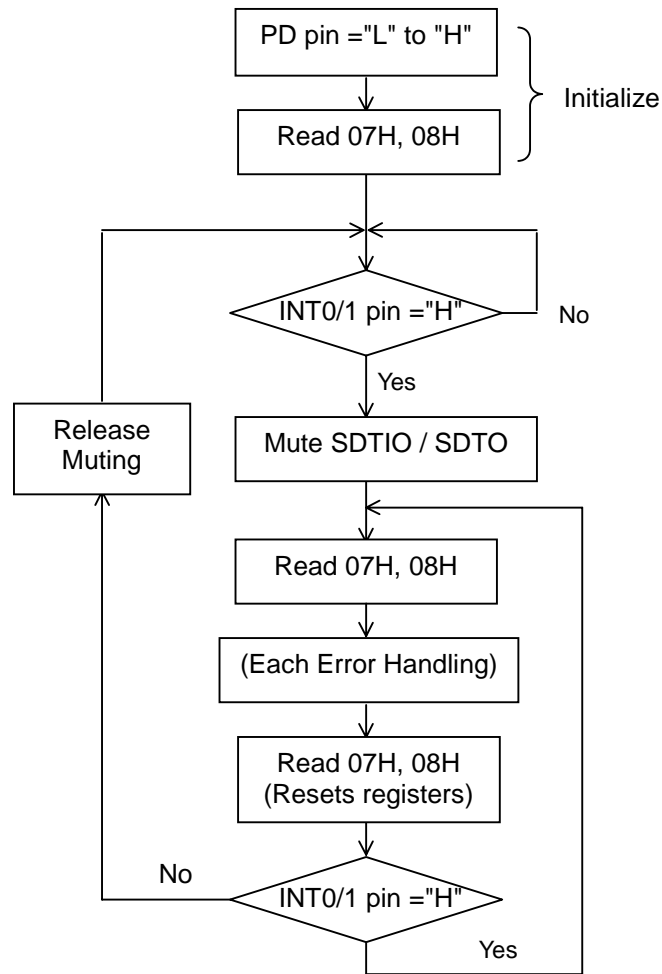 PD pin ="L" to "H"
Initialize
Read 07H, 08H
INT0/1 pin ="H"
No
Yes
Release
Muting
Mute SDTIO / SDTO
Read 07H, 08H
(Each Error Handling)
Read 07H, 08H
(Resets registers)
No
INT0/1 pin ="H"
Yes